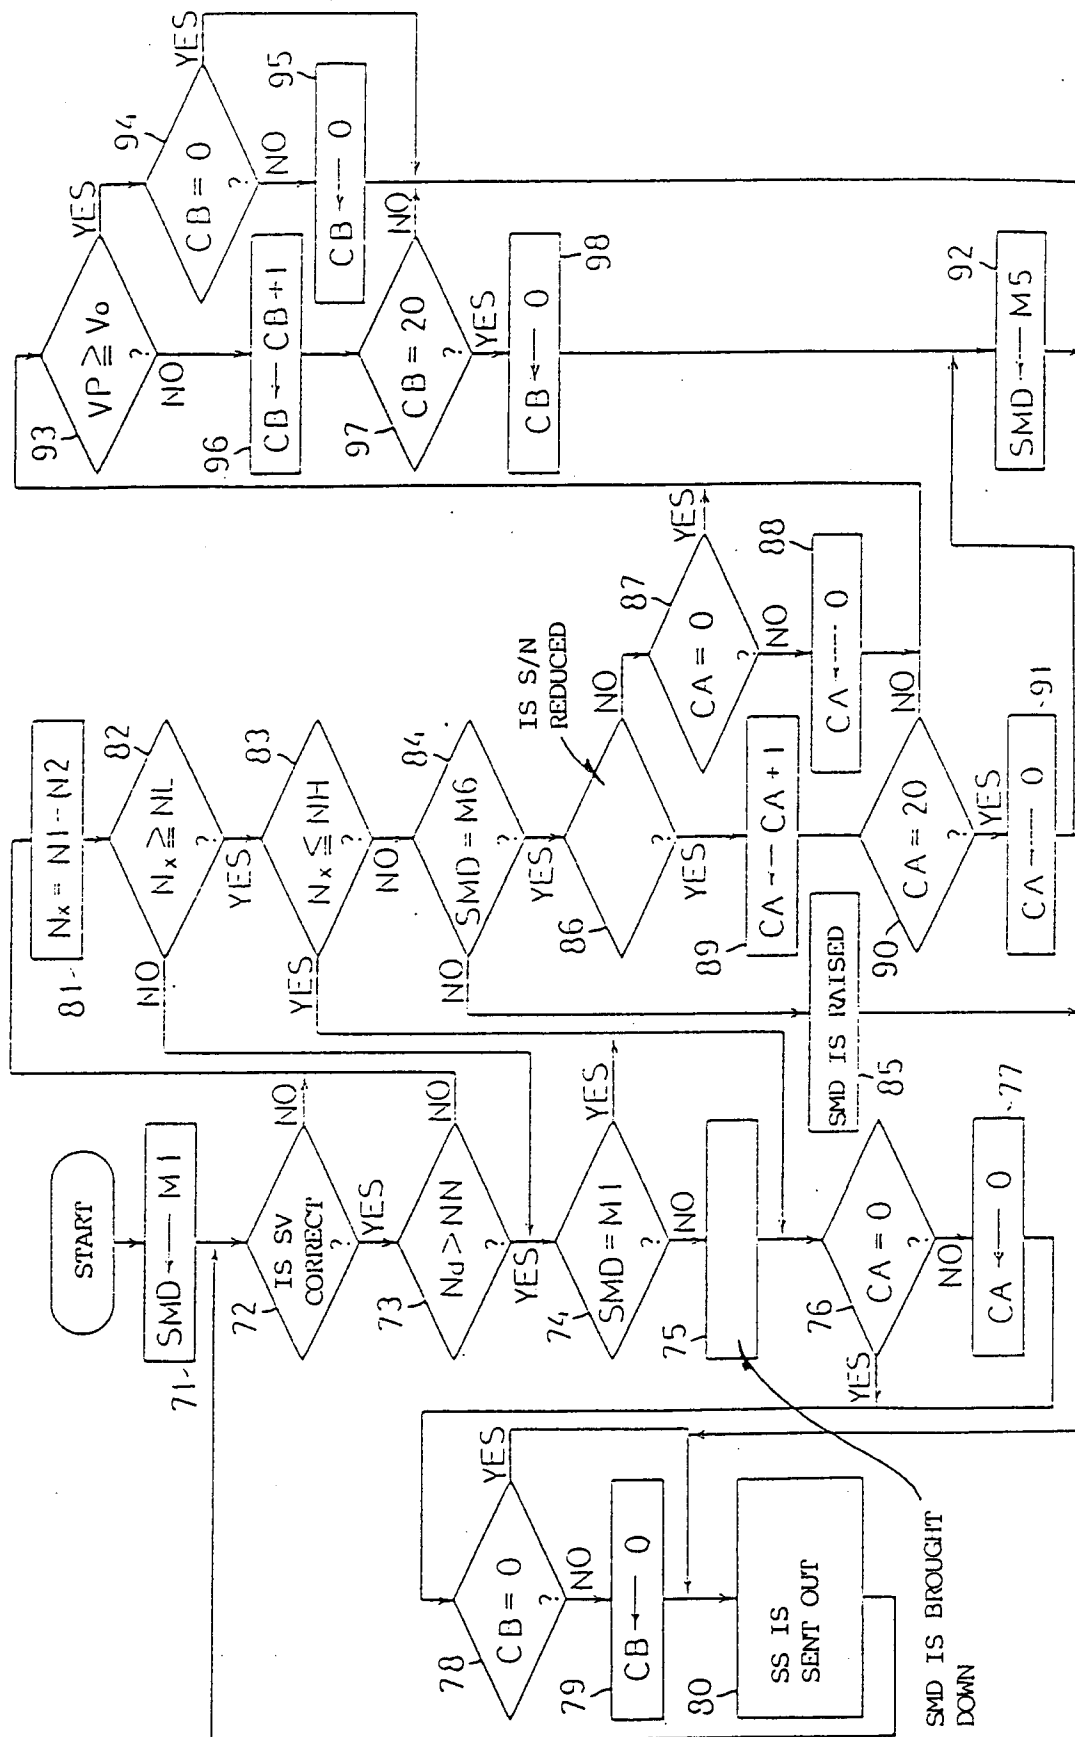 START
71
SMD ← M1
72
IS SV
CORRECT
?
NO
YES
73
Nd > NN
?
NO
YES
74
SMD = M1
?
YES
NO
75
SMD IS BROUGHT
DOWN
76
CA = 0
?
YES
NO
77
CA ← 0
78
CB = 0
?
YES
NO
79
CB ← 0
80
SS IS
SENT OUT
81
Nx = N1 - N2
82
Nx ≧ NL
?
NO
YES
83
Nx ≦ NH
?
YES
NO
84
SMD = M6
?
NO
YES
85
SMD IS RAISED
86
IS S/N
REDUCED
?
NO
YES
87
CA = 0
?
YES
NO
88
CA ← 0
89
CA ← CA + 1
90
CA = 20
?
NO
YES
91
CA ← 0
93
VP ≧ Vo
?
YES
NO
94
CB = 0
?
YES
NO
95
CB ← 0
96
CB ← CB + 1
97
CB = 20
?
NO
YES
98
CB ← 0
92
SMD ← M5